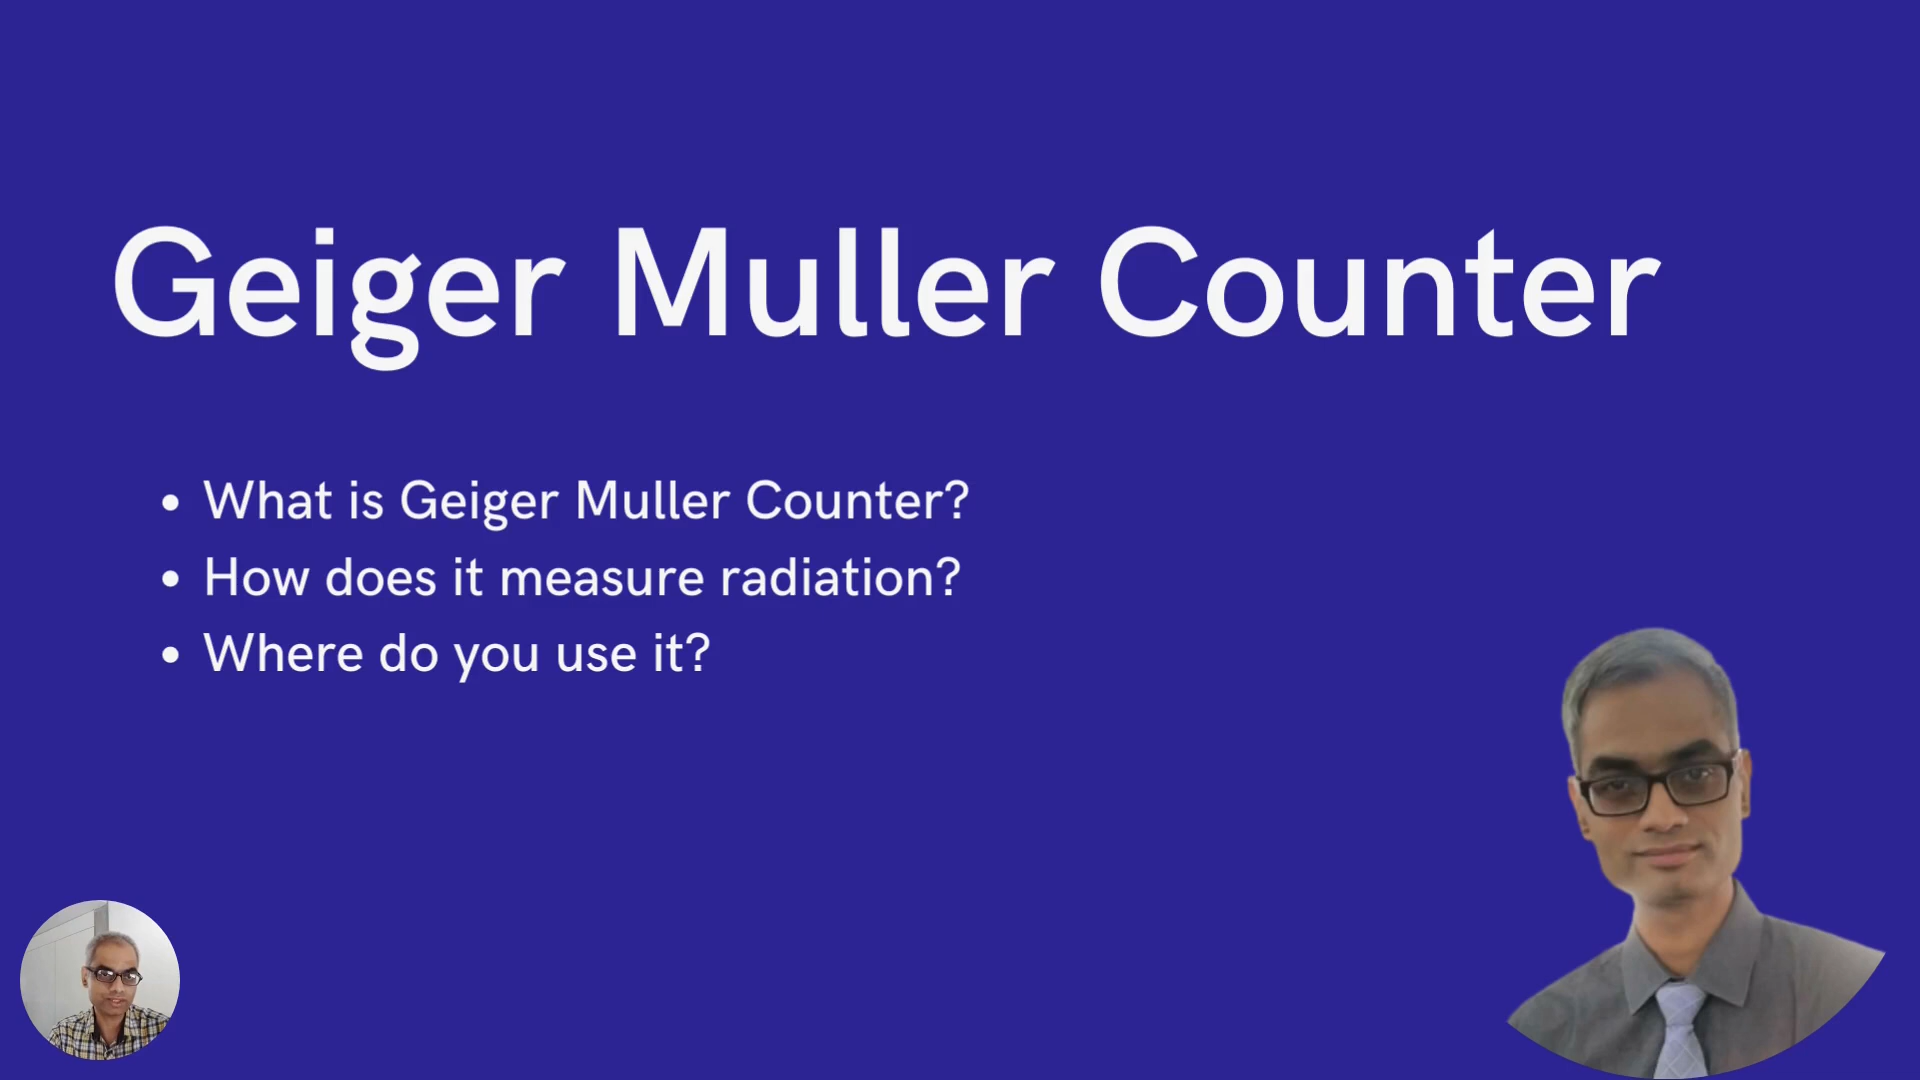 Geiger Muller Counter
• What is Geiger Muller Counter?
• How does it measure radiation?
• Where do you use it?